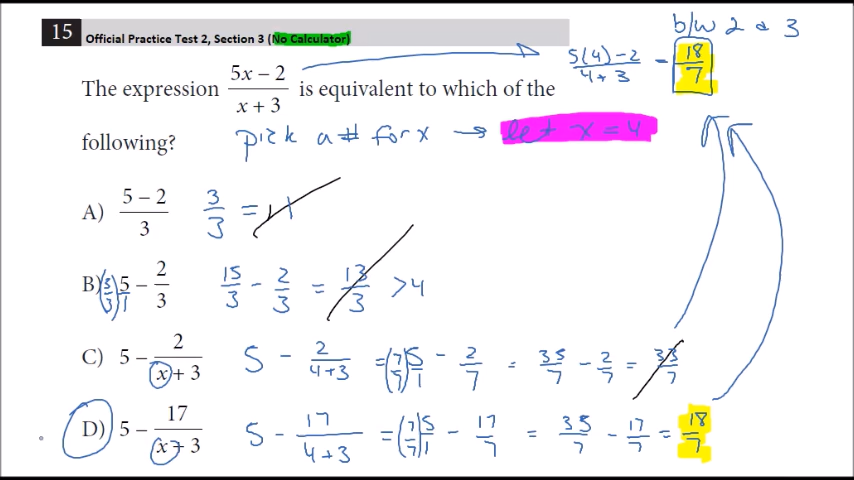 b/w 2 & 3
15 Official Practice Test 2, Section 3 (No Calculator)
The expression (5x − 2)/(x + 3) is equivalent to which of the following?
(5(4)-2)/(4+3) = 18/7
pick a # for x → let x = 4
A) (5 − 2)/3 3/3 = 1
B) 5 − 2/3 (3/3) 5/1 15/3 - 2/3 = 13/3 > 4
C) 5 − 2/(x + 3) 5 - 2/(4+3) = (7/7) 5/1 - 2/7 = 35/7 - 2/7 = 33/7
D) 5 − 17/(x + 3) 5 - 17/(4+3) = (7/7) 5/1 - 17/7 = 35/7 - 17/7 = 18/7